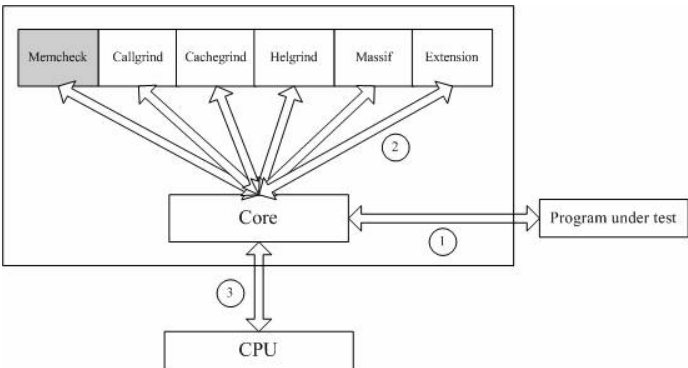 Memcheck Callgrind Cachegrind Helgrind Massif Extension
2
Core
Program under test
1
3
CPU